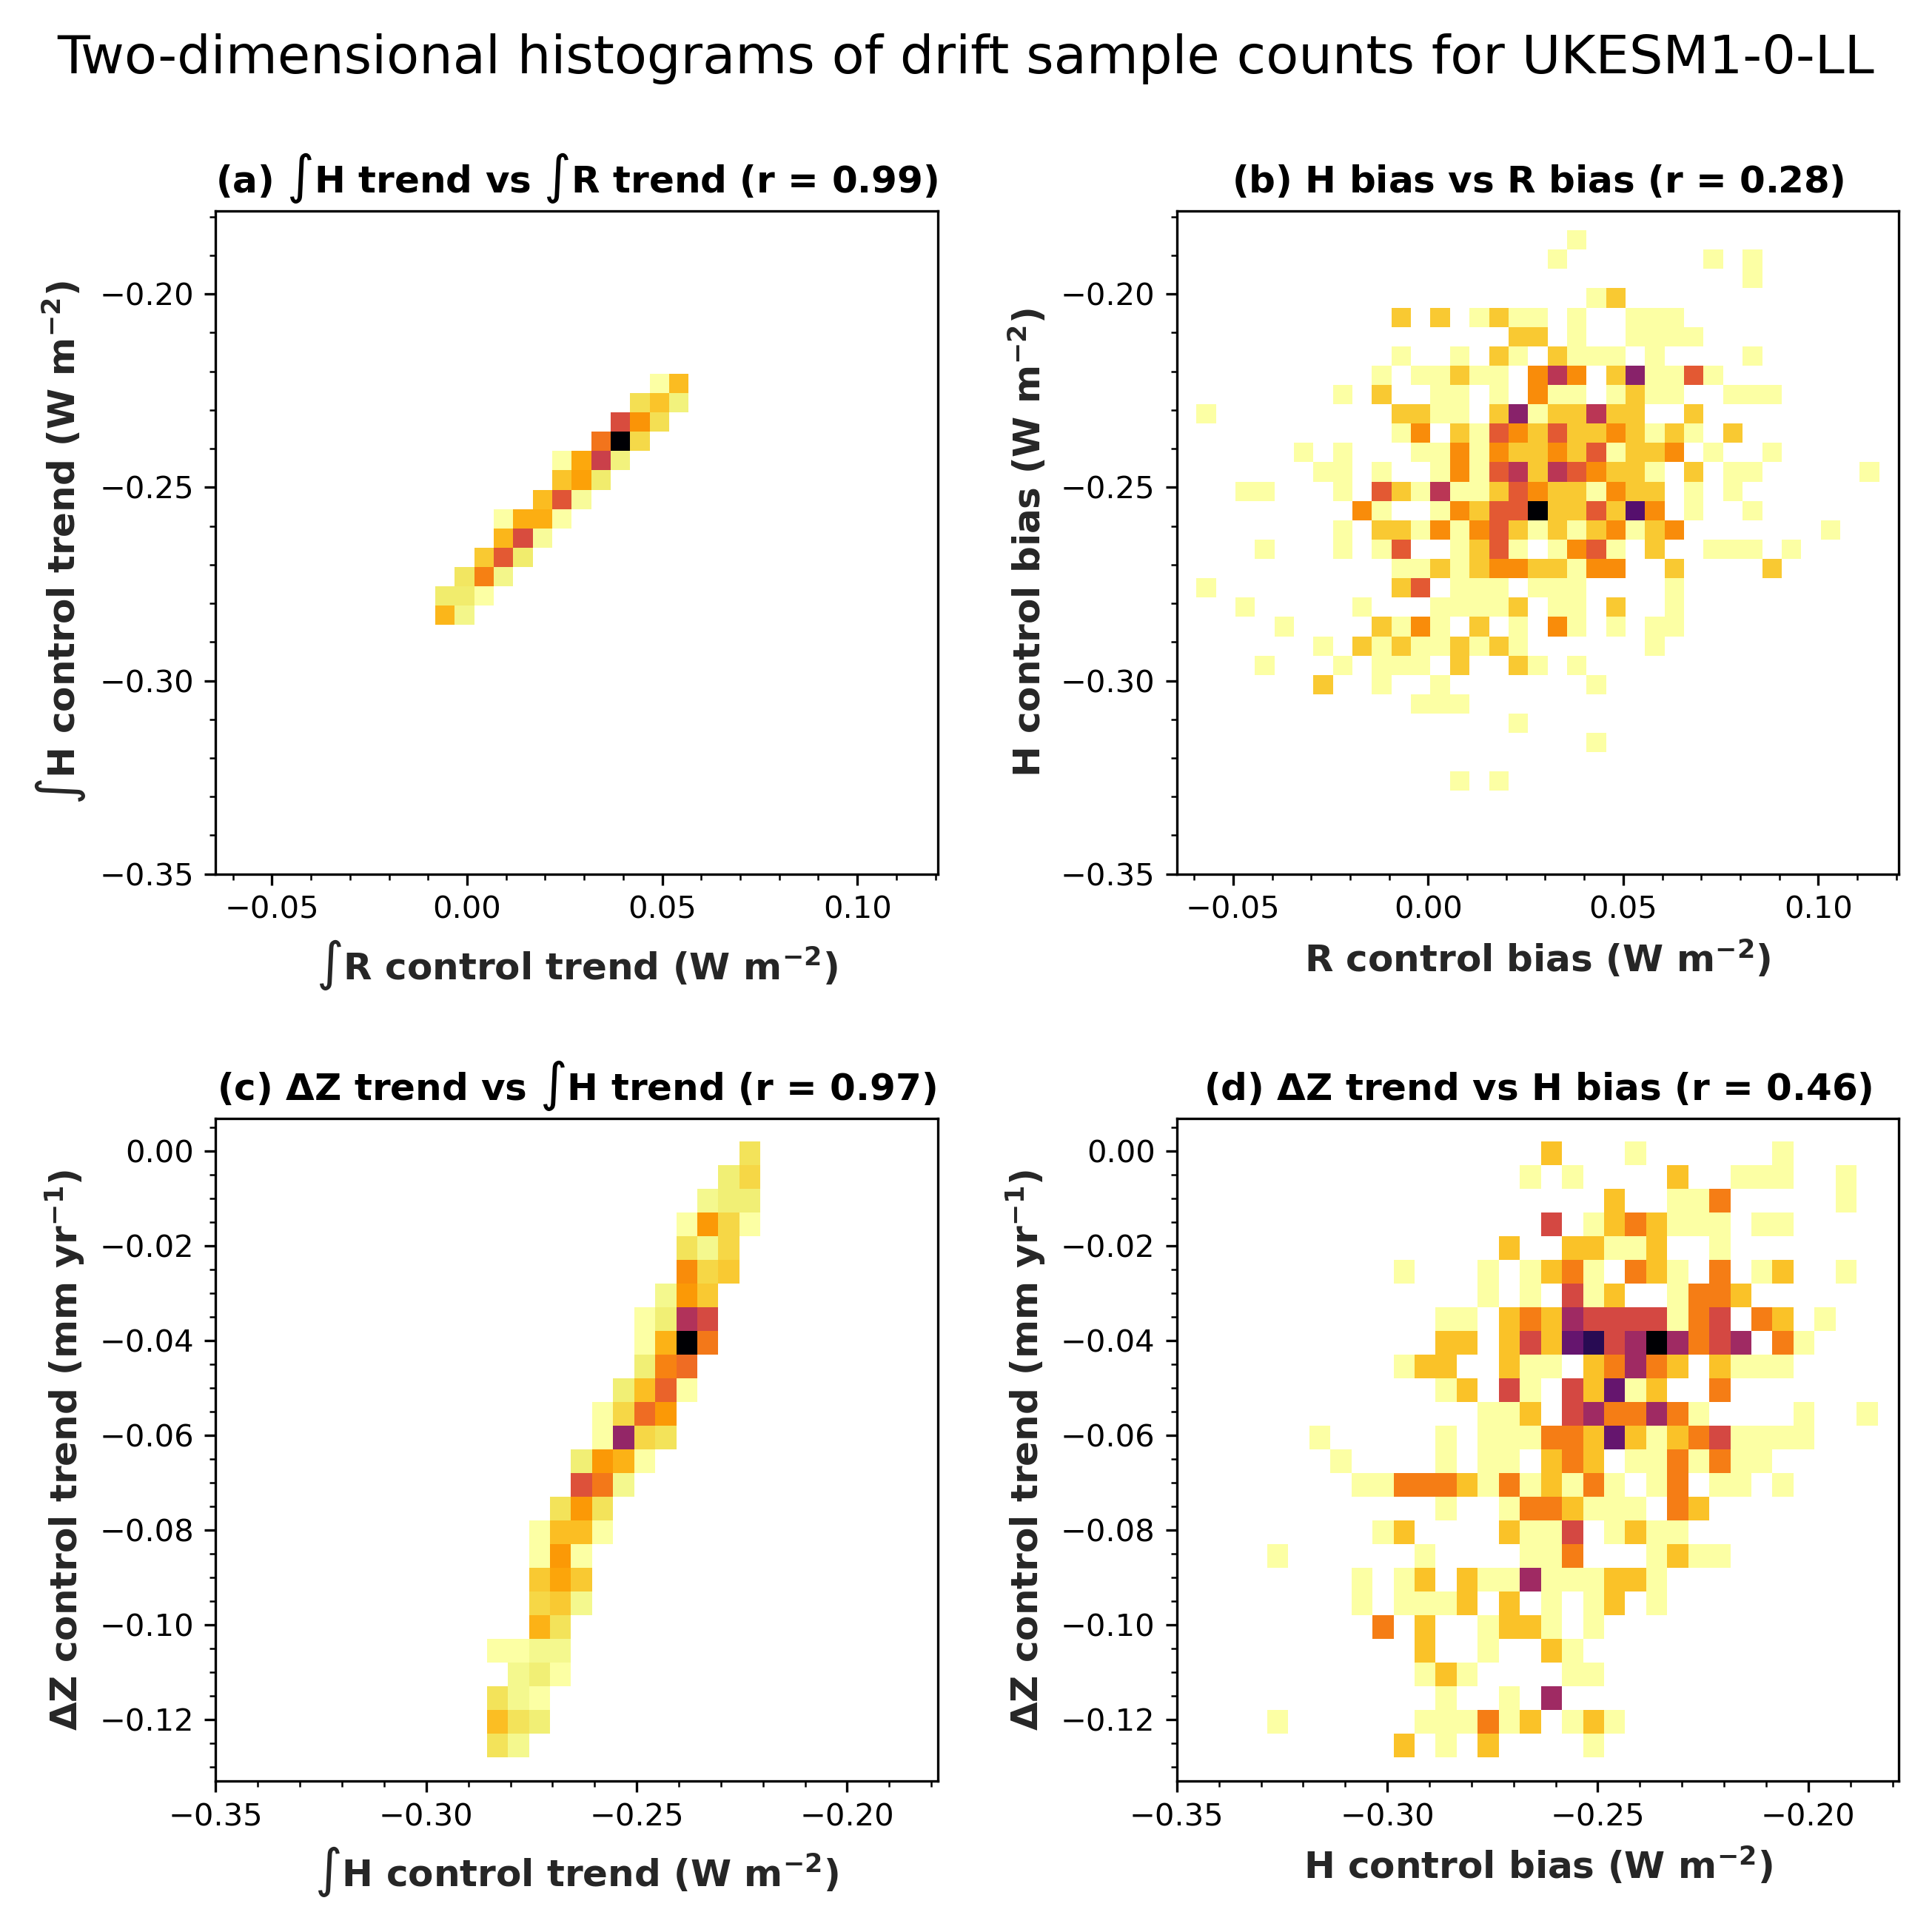 Two-dimensional histograms of drift sample counts for UKESM1-0-LL
(a) ∫H trend vs ∫R trend (r = 0.99)
∫H control trend (W m⁻²)
−0.20
−0.25
−0.30
−0.35
−0.05 0.00 0.05 0.10
∫R control trend (W m⁻²)
(b) H bias vs R bias (r = 0.28)
H control bias (W m⁻²)
−0.20
−0.25
−0.30
−0.35
−0.05 0.00 0.05 0.10
R control bias (W m⁻²)
(c) ΔZ trend vs ∫H trend (r = 0.97)
ΔZ control trend (mm yr⁻¹)
0.00
−0.02
−0.04
−0.06
−0.08
−0.10
−0.12
−0.35 −0.30 −0.25 −0.20
∫H control trend (W m⁻²)
(d) ΔZ trend vs H bias (r = 0.46)
ΔZ control trend (mm yr⁻¹)
0.00
−0.02
−0.04
−0.06
−0.08
−0.10
−0.12
−0.35 −0.30 −0.25 −0.20
H control bias (W m⁻²)